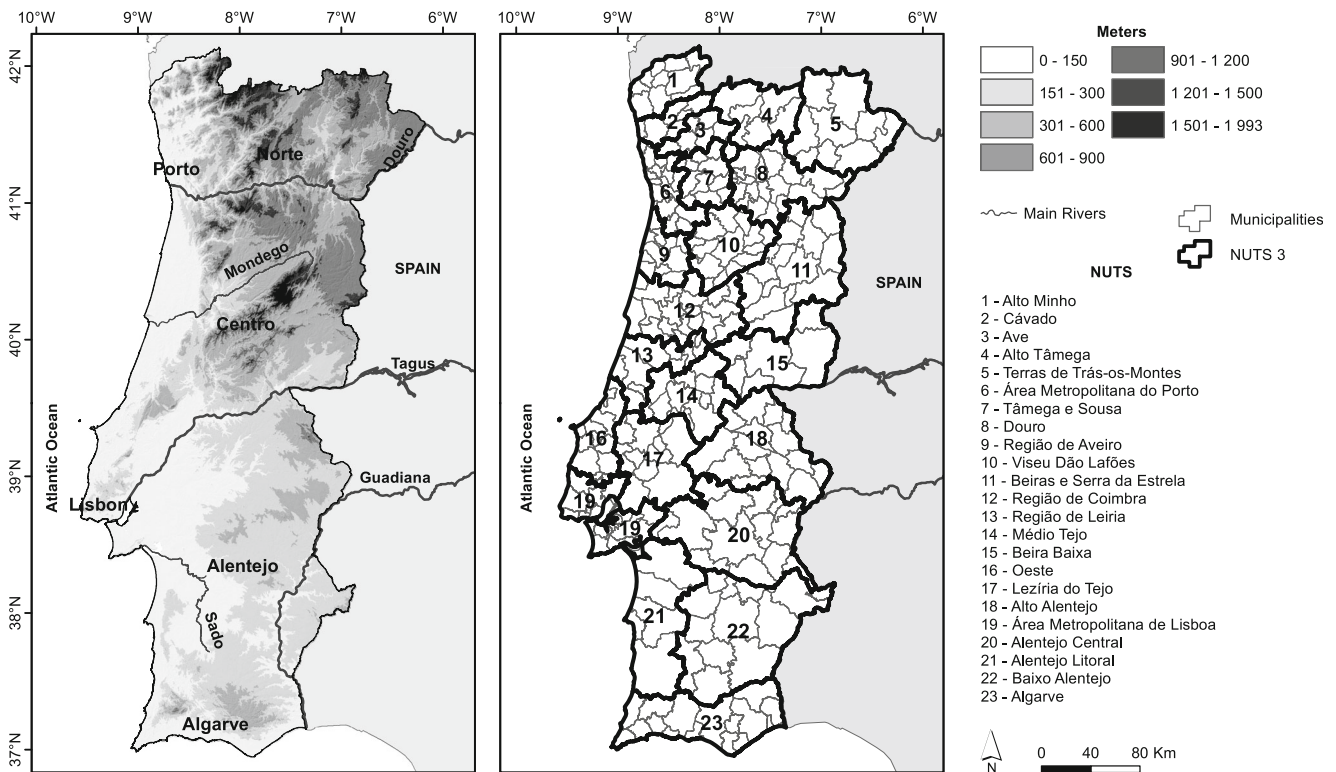 10°W 9°W 8°W 7°W 6°W
10°W 9°W 8°W 7°W 6°W
42°N
41°N
40°N
39°N
38°N
37°N
Porto
Norte
Douro
Mondego
SPAIN
Centro
Tagus
Atlantic Ocean
Guadiana
Lisbon
Alentejo
Sado
Algarve
1
2
3
4
5
6
7
8
9
10
11
SPAIN
12
13
15
14
Atlantic Ocean
16
17
18
19
19
20
21
22
23
Meters
0 - 150
901 - 1 200
151 - 300
1 201 - 1 500
301 - 600
1 501 - 1 993
601 - 900
Main Rivers
Municipalities
NUTS 3
NUTS
1 - Alto Minho
2 - Cávado
3 - Ave
4 - Alto Tâmega
5 - Terras de Trás-os-Montes
6 - Área Metropolitana do Porto
7 - Tâmega e Sousa
8 - Douro
9 - Região de Aveiro
10 - Viseu Dão Lafões
11 - Beiras e Serra da Estrela
12 - Região de Coimbra
13 - Região de Leiria
14 - Médio Tejo
15 - Beira Baixa
16 - Oeste
17 - Lezíria do Tejo
18 - Alto Alentejo
19 - Área Metropolitana de Lisboa
20 - Alentejo Central
21 - Alentejo Litoral
22 - Baixo Alentejo
23 - Algarve
N
0 40 80 Km